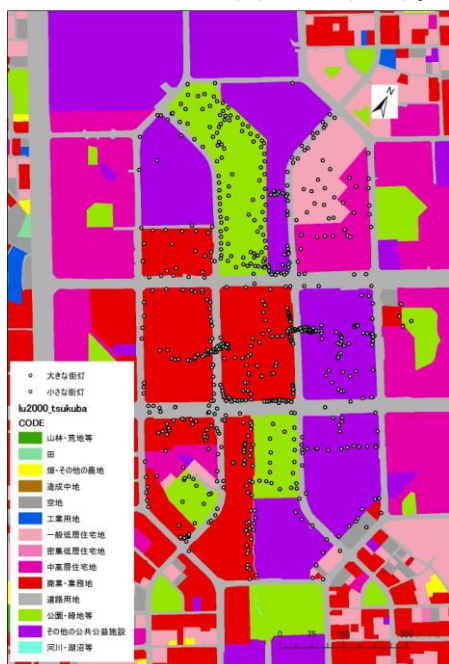 大きな街灯
小さな街灯
lu2000_tsukuba
CODE
山林・荒地等
田
畑・その他の農地
造成中地
空地
工業用地
一般低層住宅地
密集低層住宅地
中高層住宅地
商業・業務地
道路用地
公園・緑地等
その他の公共公益施設
河川・湖沼等
0 75 150 300